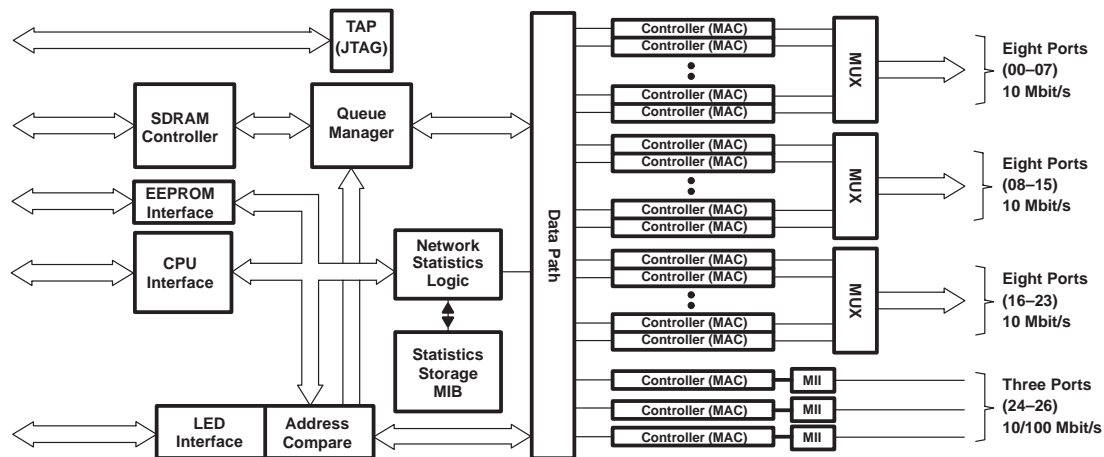 TAP
(JTAG)
SDRAM
Controller
Queue
Manager
EEPROM
Interface
CPU
Interface
Network
Statistics
Logic
Statistics
Storage
MIB
LED
Interface
Address
Compare
Data Path
Controller (MAC)
Controller (MAC)
Controller (MAC)
Controller (MAC)
MUX
Eight Ports
(00–07)
10 Mbit/s
Controller (MAC)
Controller (MAC)
Controller (MAC)
Controller (MAC)
MUX
Eight Ports
(08–15)
10 Mbit/s
Controller (MAC)
Controller (MAC)
Controller (MAC)
Controller (MAC)
MUX
Eight Ports
(16–23)
10 Mbit/s
Controller (MAC)
MII
Controller (MAC)
MII
Controller (MAC)
MII
Three Ports
(24–26)
10/100 Mbit/s